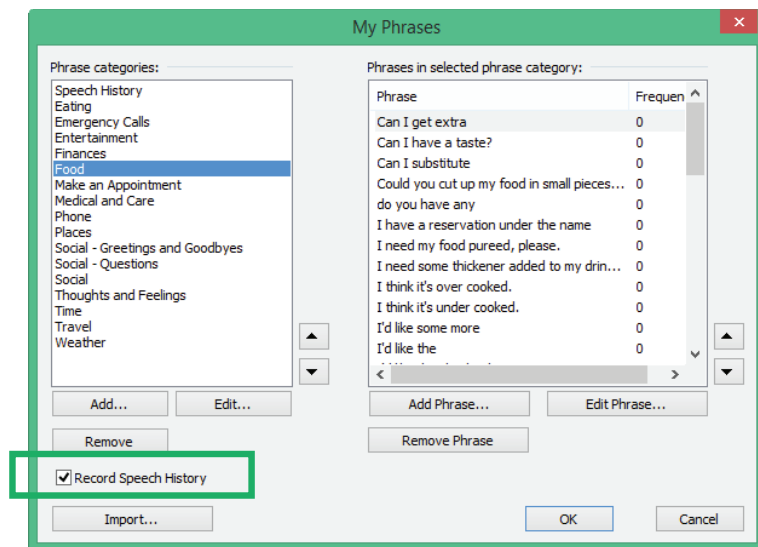 My Phrases
Phrase categories:
Speech History
Eating
Emergency Calls
Entertainment
Finances
Food
Make an Appointment
Medical and Care
Phone
Places
Social - Greetings and Goodbyes
Social - Questions
Social
Thoughts and Feelings
Time
Travel
Weather
Add...
Edit...
Remove
Record Speech History
Import...
Phrases in selected phrase category:
Phrase Frequen
Can I get extra 0
Can I have a taste? 0
Can I substitute 0
Could you cut up my food in small pieces... 0
do you have any 0
I have a reservation under the name 0
I need my food pureed, please. 0
I need some thickener added to my drin... 0
I think it's over cooked. 0
I think it's under cooked. 0
I'd like some more 0
I'd like the 0
Add Phrase...
Edit Phrase...
Remove Phrase
OK
Cancel